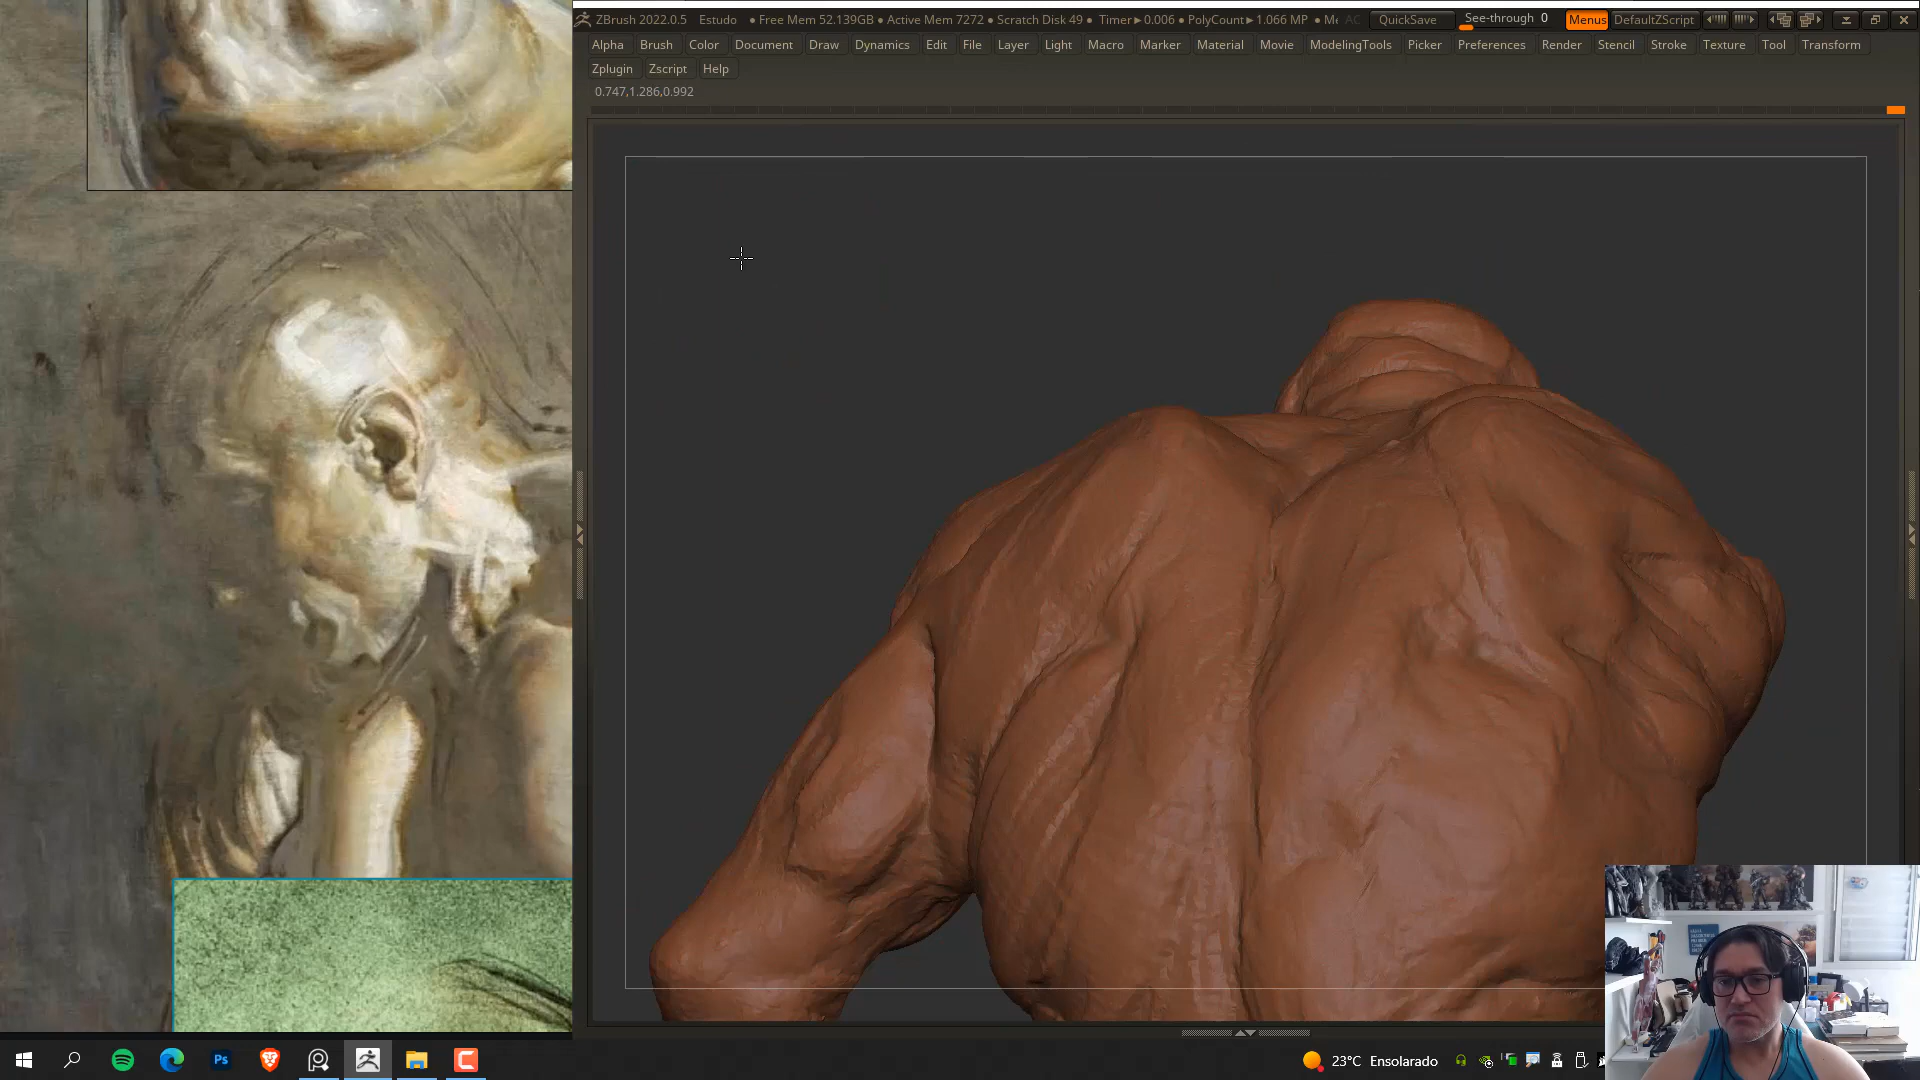 ZBrush 2022.0.5 Estudo • Free Mem 52.139GB • Active Mem 7272 • Scratch Disk 49 • Timer▶0.006 • PolyCount▶1.066 MP • Me AC QuickSave See-through 0 Menus DefaultZScript
Alpha Brush Color Document Draw Dynamics Edit File Layer Light Macro Marker Material Movie ModelingTools Picker Preferences Render Stencil Stroke Texture Tool Transform
Zplugin Zscript Help
0.747,1.286,0.992
Ps
23°C Ensolarado